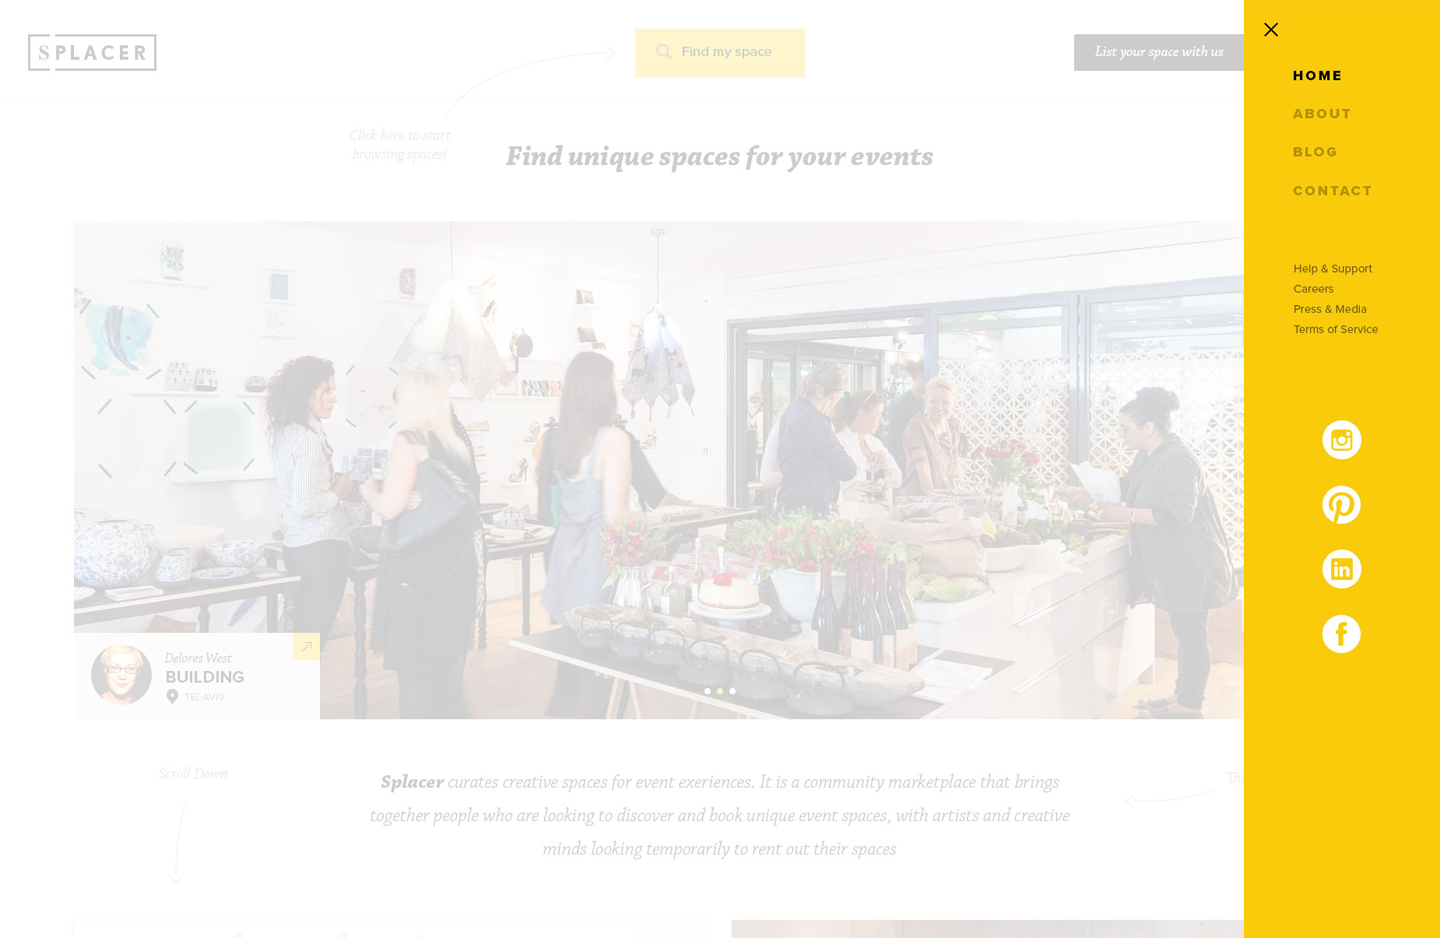 SPLACER
Find my space
List your space with us
Click here to start
browsing spaces!
Find unique spaces for your events
Delores West
BUILDING
TEL-AVIV
Scroll Down
Splacer curates creative spaces for event exeriences. It is a community marketplace that brings
together people who are looking to discover and book unique event spaces, with artists and creative
minds looking temporarily to rent out their spaces
HOME
ABOUT
BLOG
CONTACT
Help & Support
Careers
Press & Media
Terms of Service